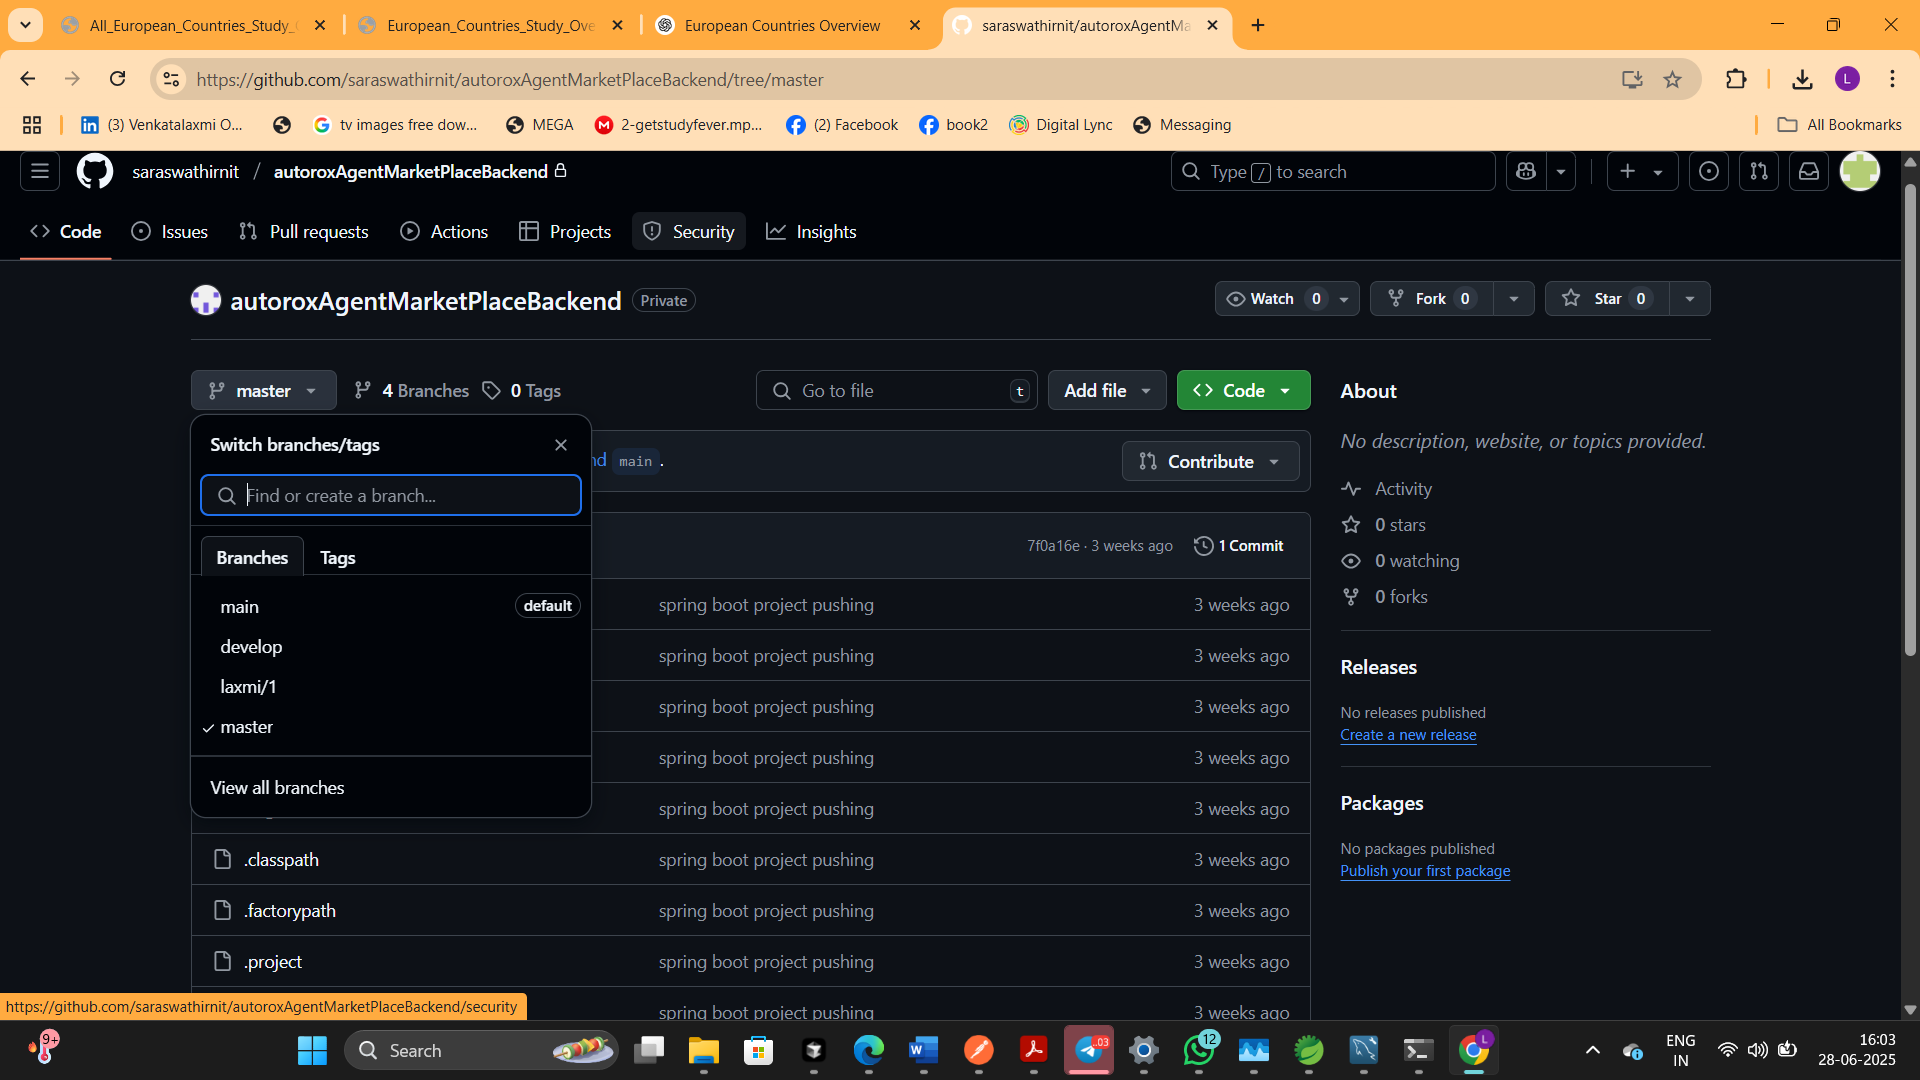 All_European_Countries_Study_
European_Countries_Study_Ove
European Countries Overview
saraswathirnit/autoroxAgentMa
https://github.com/saraswathirnit/autoroxAgentMarketPlaceBackend/tree/master
L
(3) Venkatalaxmi O...
tv images free dow...
MEGA
2-getstudyfever.mp...
(2) Facebook
book2
Digital Lync
Messaging
All Bookmarks
saraswathirnit / autoroxAgentMarketPlaceBackend
Type / to search
Code
Issues
Pull requests
Actions
Projects
Security
Insights
autoroxAgentMarketPlaceBackend Private
Watch 0
Fork 0
Star 0
master
4 Branches
0 Tags
Go to file t
Add file
Code
About
Switch branches/tags
No description, website, or topics provided.
nd main .
Contribute
Find or create a branch...
Activity
0 stars
Branches
Tags
7f0a16e · 3 weeks ago
1 Commit
0 watching
0 forks
main default
spring boot project pushing 3 weeks ago
develop
spring boot project pushing 3 weeks ago
Releases
laxmi/1
spring boot project pushing 3 weeks ago
No releases published
master
Create a new release
spring boot project pushing 3 weeks ago
View all branches
Packages
spring boot project pushing 3 weeks ago
No packages published
.classpath spring boot project pushing 3 weeks ago
Publish your first package
.factorypath spring boot project pushing 3 weeks ago
.project spring boot project pushing 3 weeks ago
spring boot project pushing 3 weeks ago
https://github.com/saraswathirnit/autoroxAgentMarketPlaceBackend/security
9+
Search
..03
12
L
ENG
IN
16:03
28-06-2025